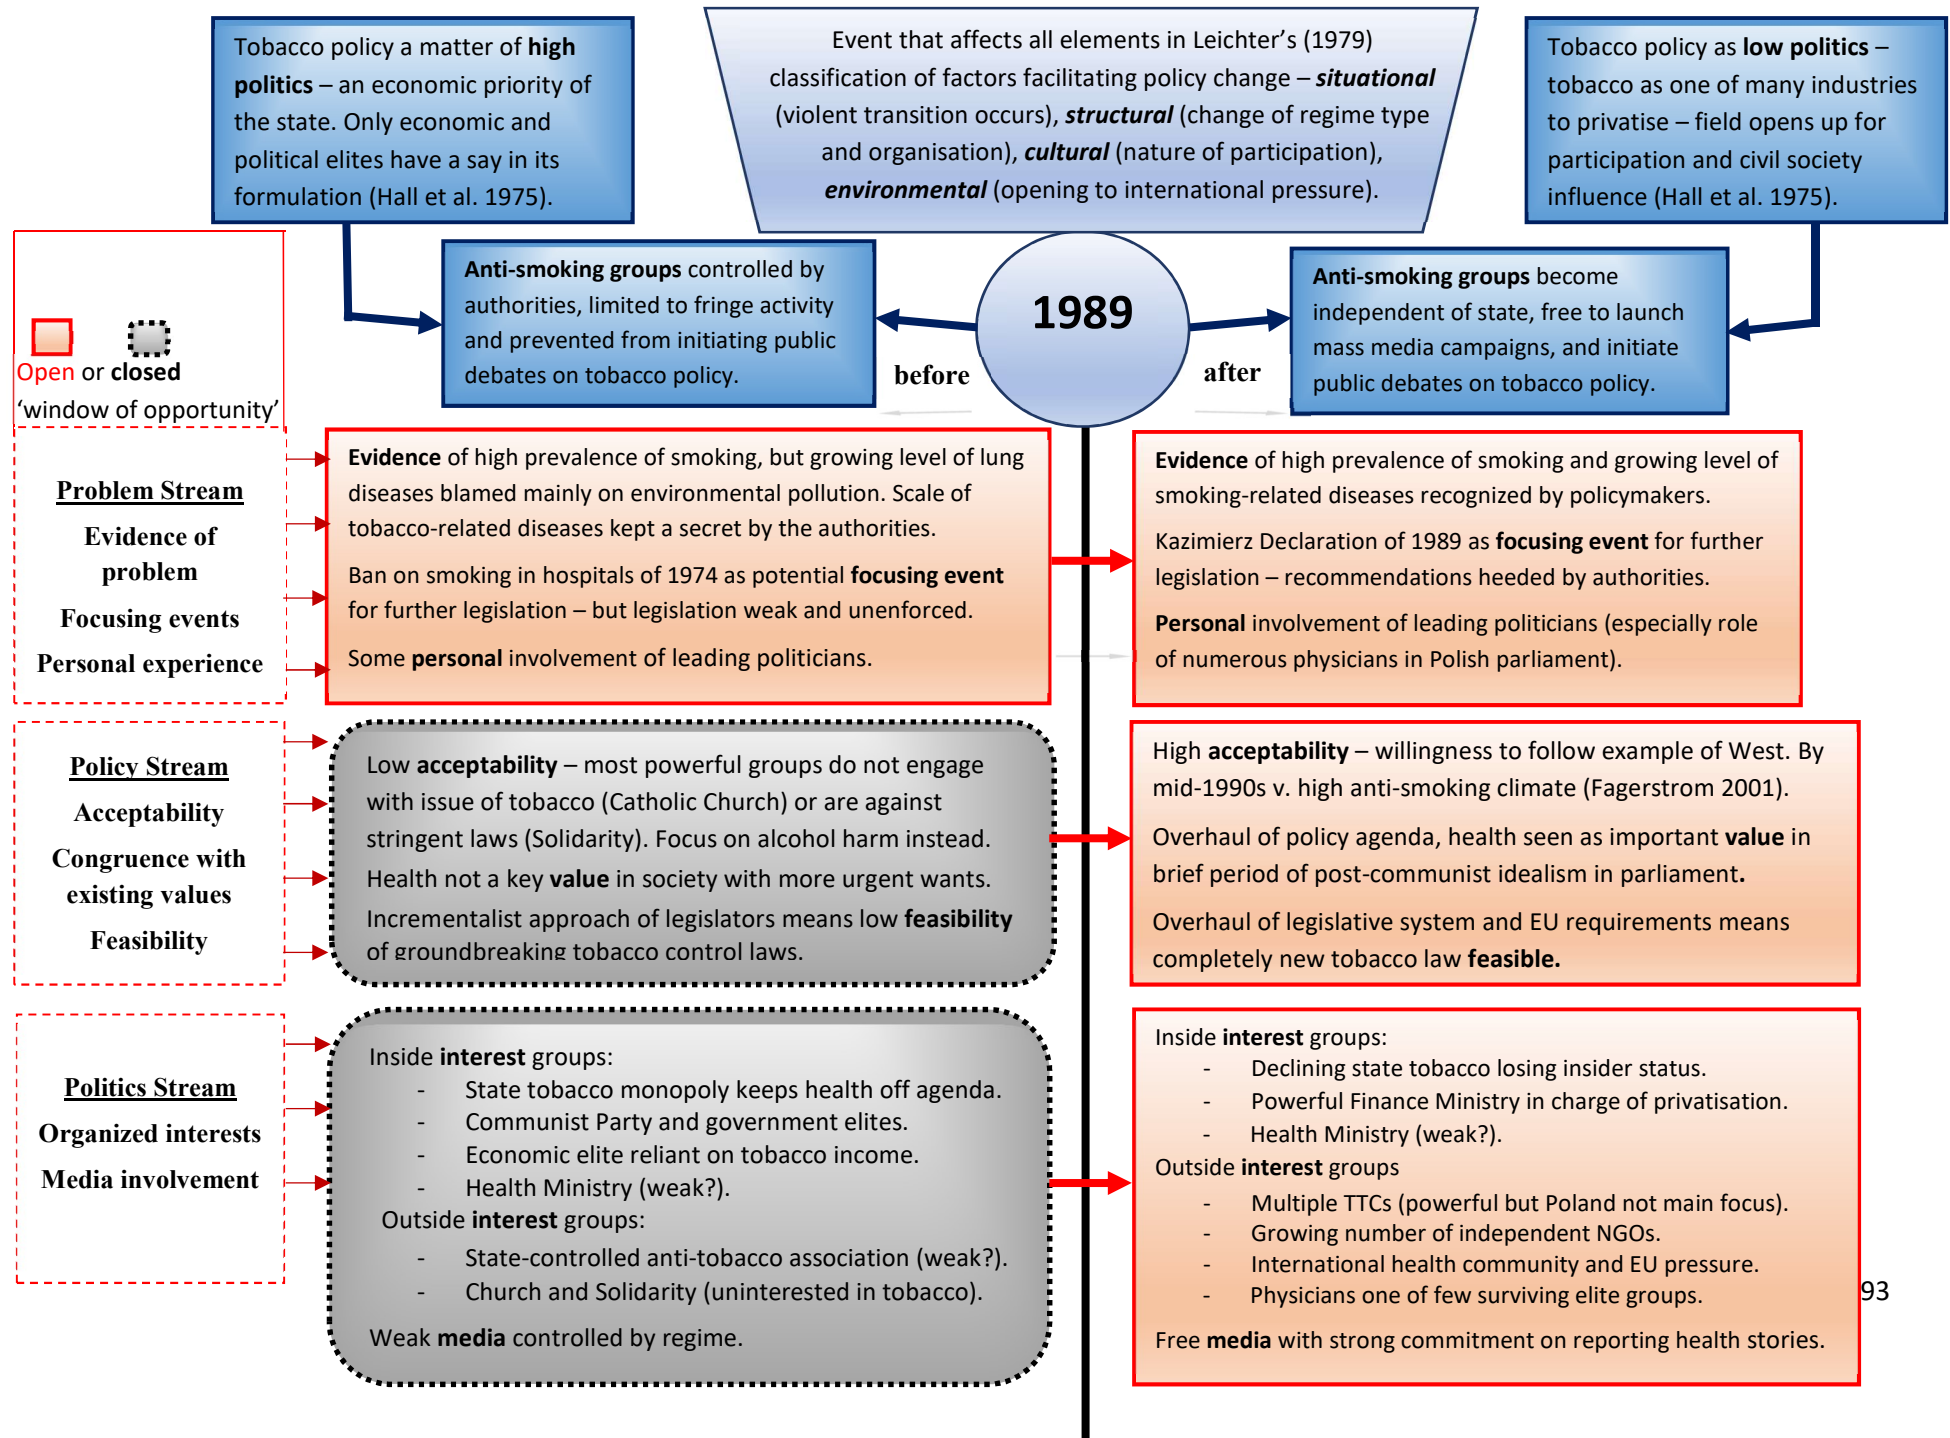 Tobacco policy a matter of high
politics – an economic priority of
the state. Only economic and
political elites have a say in its
formulation (Hall et al. 1975).
Event that affects all elements in Leichter’s (1979)
classification of factors facilitating policy change – situational
(violent transition occurs), structural (change of regime type
and organisation), cultural (nature of participation),
environmental (opening to international pressure).
Tobacco policy as low politics –
tobacco as one of many industries
to privatise – field opens up for
participation and civil society
influence (Hall et al. 1975).
Anti-smoking groups controlled by
authorities, limited to fringe activity
and prevented from initiating public
debates on tobacco policy.
1989
before
after
Anti-smoking groups become
independent of state, free to launch
mass media campaigns, and initiate
public debates on tobacco policy.
Open or closed
‘window of opportunity’
Problem Stream
Evidence of
problem
Focusing events
Personal experience
Evidence of high prevalence of smoking, but growing level of lung
diseases blamed mainly on environmental pollution. Scale of
tobacco-related diseases kept a secret by the authorities.
Ban on smoking in hospitals of 1974 as potential focusing event
for further legislation – but legislation weak and unenforced.
Some personal involvement of leading politicians.
Evidence of high prevalence of smoking and growing level of
smoking-related diseases recognized by policymakers.
Kazimierz Declaration of 1989 as focusing event for further
legislation – recommendations heeded by authorities.
Personal involvement of leading politicians (especially role
of numerous physicians in Polish parliament).
Policy Stream
Acceptability
Congruence with
existing values
Feasibility
Low acceptability – most powerful groups do not engage
with issue of tobacco (Catholic Church) or are against
stringent laws (Solidarity). Focus on alcohol harm instead.
Health not a key value in society with more urgent wants.
Incrementalist approach of legislators means low feasibility
of groundbreaking tobacco control laws.
High acceptability – willingness to follow example of West. By
mid-1990s v. high anti-smoking climate (Fagerstrom 2001).
Overhaul of policy agenda, health seen as important value in
brief period of post-communist idealism in parliament.
Overhaul of legislative system and EU requirements means
completely new tobacco law feasible.
Politics Stream
Organized interests
Media involvement
Inside interest groups:
- State tobacco monopoly keeps health off agenda.
- Communist Party and government elites.
- Economic elite reliant on tobacco income.
- Health Ministry (weak?).
Outside interest groups:
- State-controlled anti-tobacco association (weak?).
- Church and Solidarity (uninterested in tobacco).
Weak media controlled by regime.
Inside interest groups:
- Declining state tobacco losing insider status.
- Powerful Finance Ministry in charge of privatisation.
- Health Ministry (weak?).
Outside interest groups
- Multiple TTCs (powerful but Poland not main focus).
- Growing number of independent NGOs.
- International health community and EU pressure.
- Physicians one of few surviving elite groups.
Free media with strong commitment on reporting health stories.
93